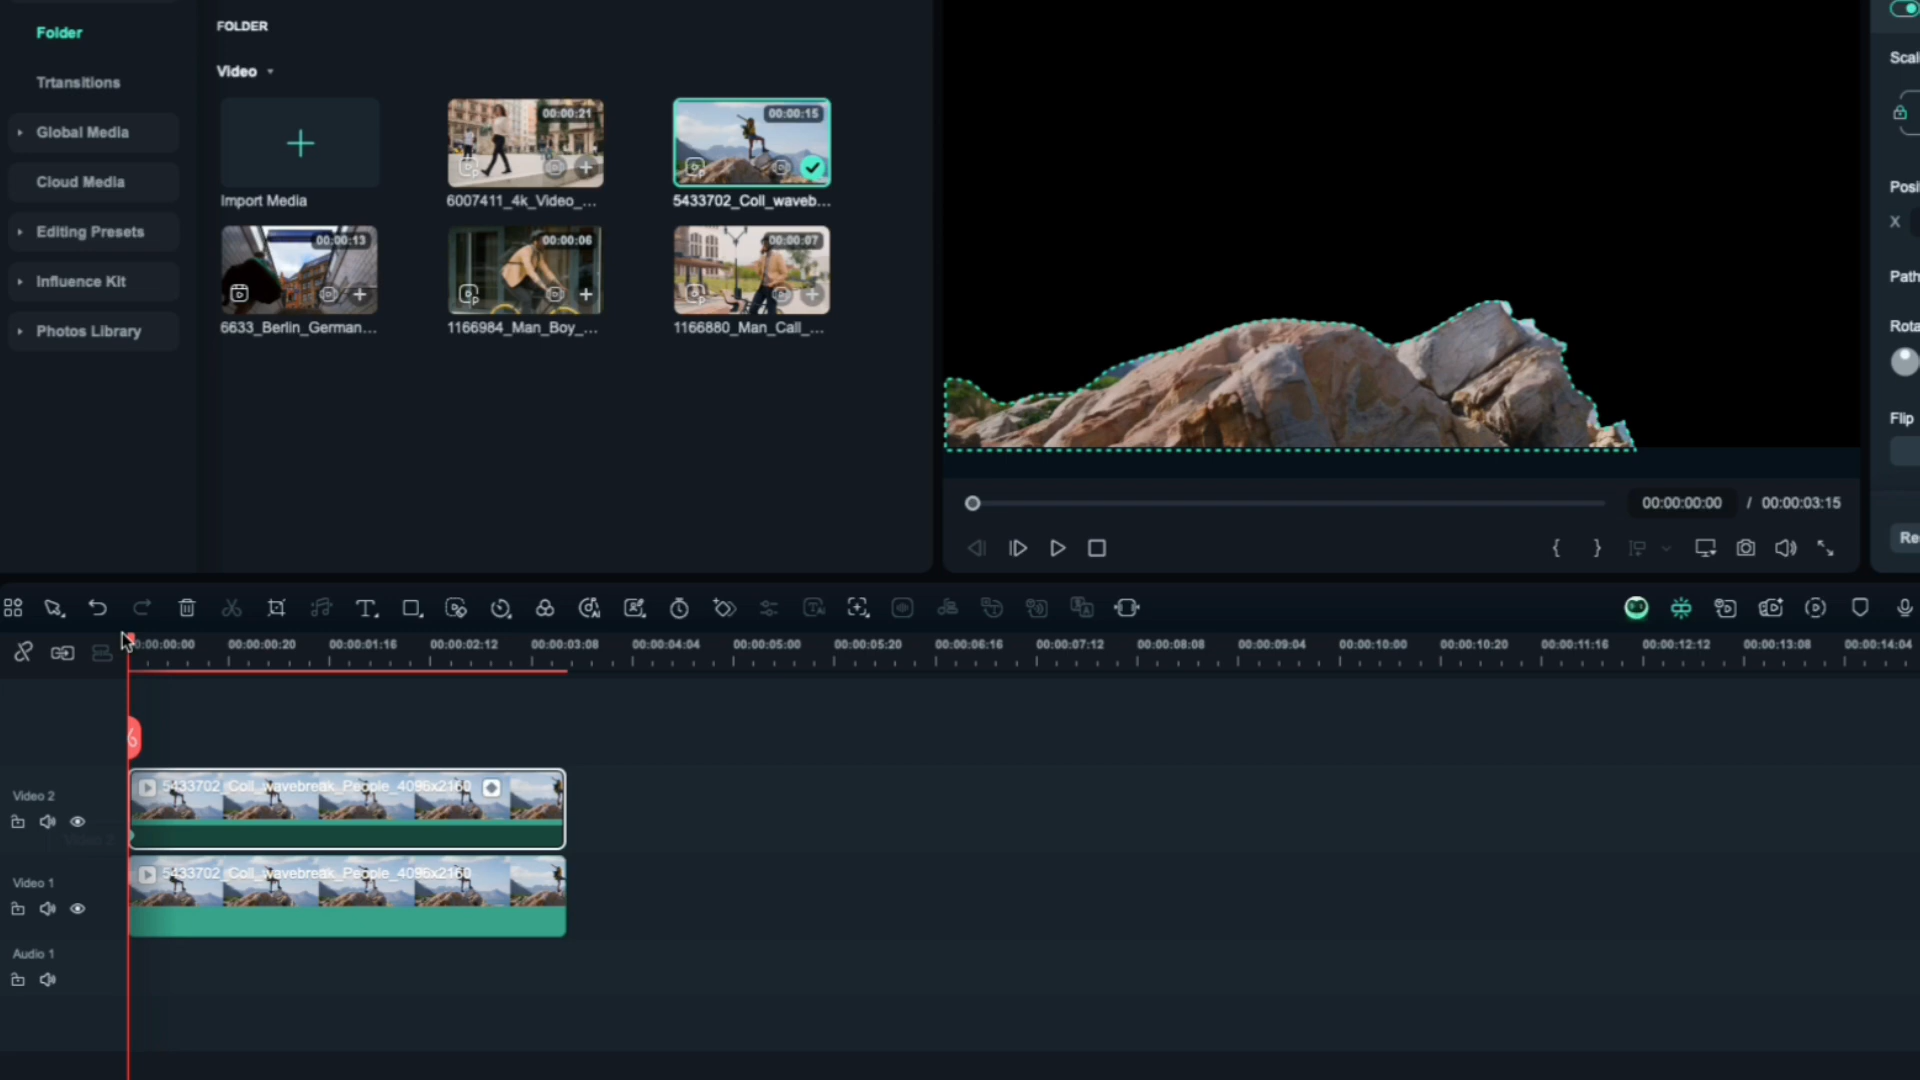 Folder
Trtansitions
Global Media
Cloud Media
Editing Presets
Influence Kit
Photos Library
FOLDER
Video
Import Media
00:00:21
6007411_4k_Video_...
00:00:15
5433702_Coll_waveb...
00:00:13
6633_Berlin_German...
00:00:06
1166984_Man_Boy_...
00:00:07
1166880_Man_Call_...
00:00:00:00 / 00:00:03:15
Scal
Posi
X
Path
Rota
Flip
Re
00:00:00:00 00:00:00:20 00:00:01:16 00:00:02:12 00:00:03:08 00:00:04:04 00:00:05:00 00:00:05:20 00:00:06:16 00:00:07:12 00:00:08:08 00:00:09:04 00:00:10:00 00:00:10:20 00:00:11:16 00:00:12:12 00:00:13:08 00:00:14:04
Video 2
5433702_Coll_wavebreak_People_4096x2160
Video 1
5433702_Coll_wavebreak_People_4096x2160
Audio 1